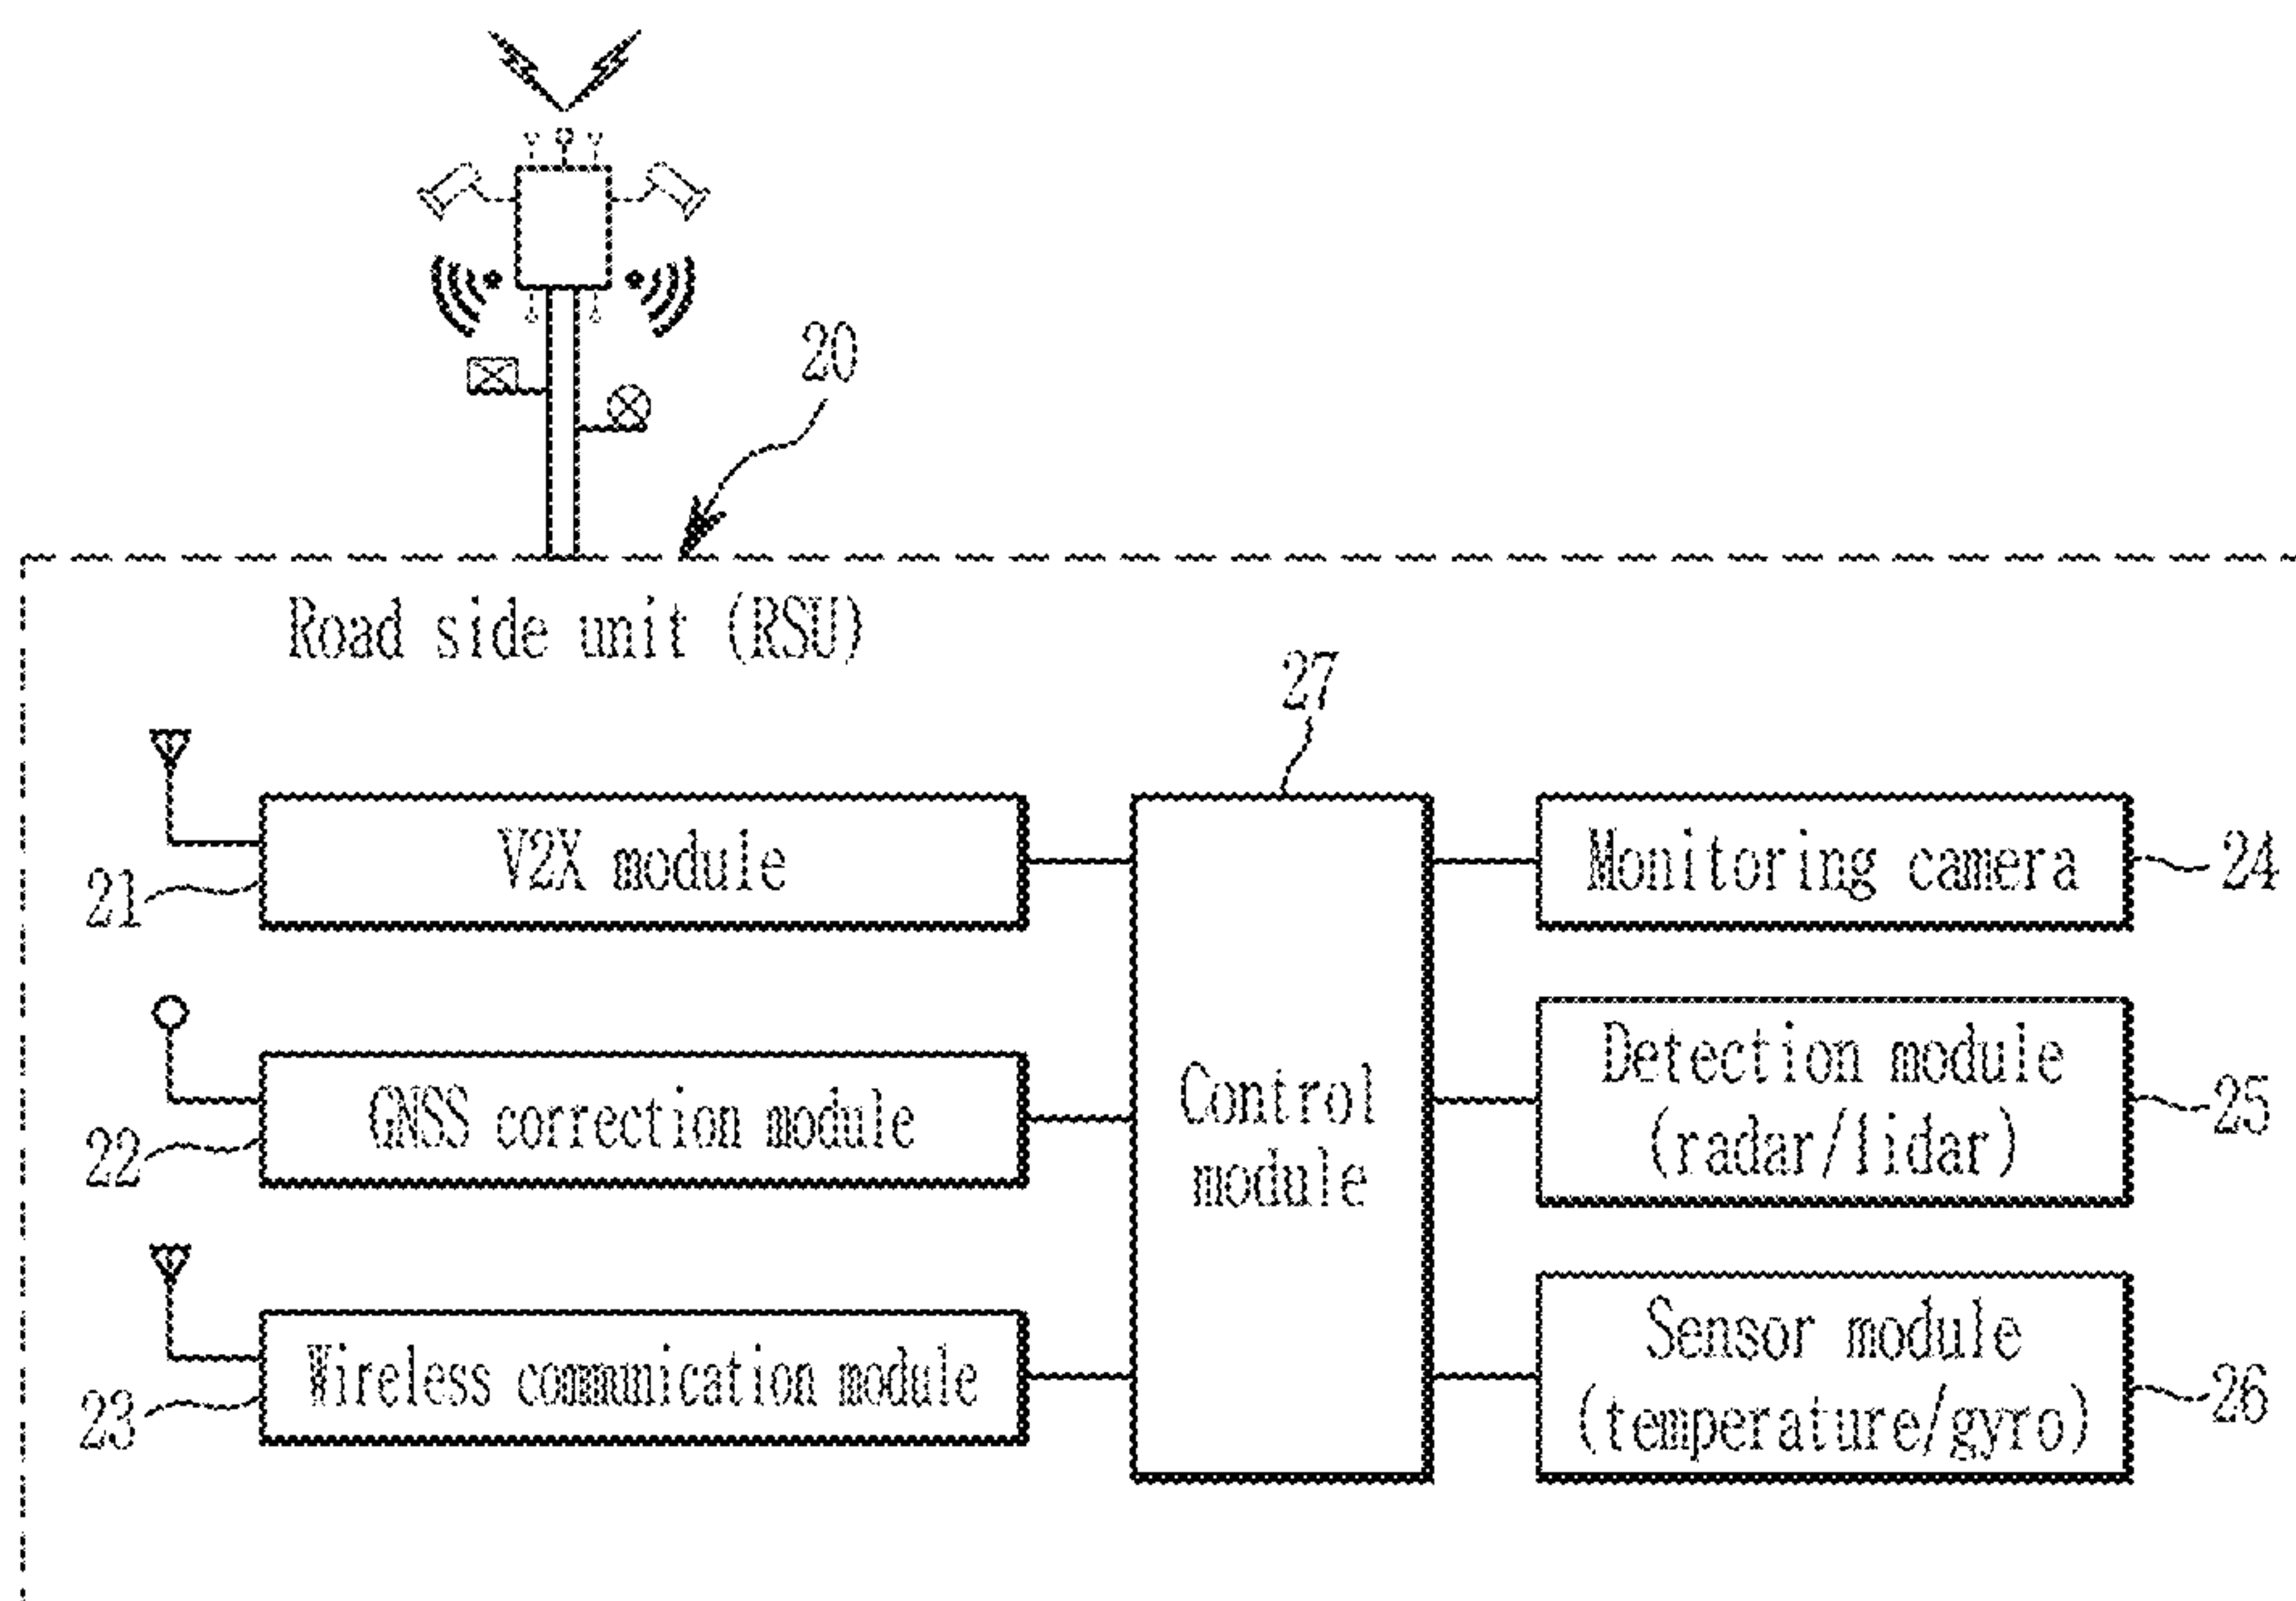 20
Road side unit (RSU)
27
V2X module
21
Monitoring camera
24
GNSS correction module
22
Control
module
Detection module
(radar/lidar)
25
Wireless communication module
23
Sensor module
(temperature/gyro)
26